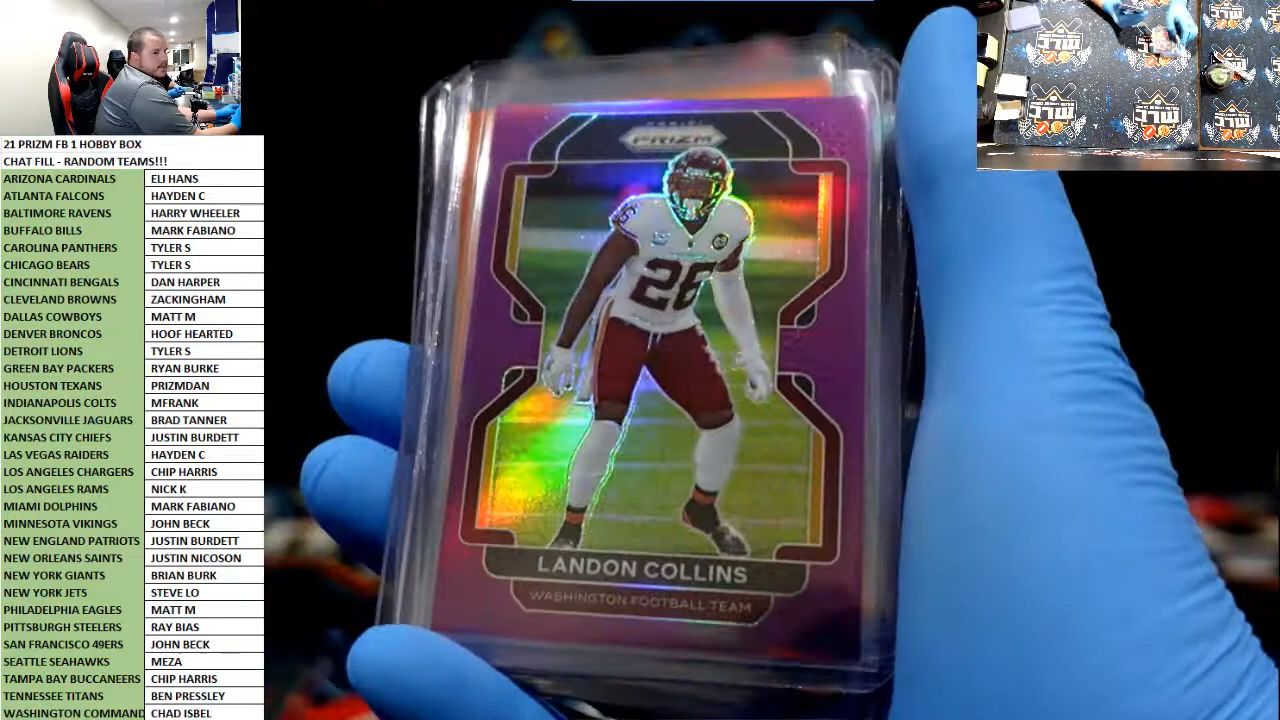 21 PRIZM FB 1 HOBBY BOX
CHAT FILL - RANDOM TEAMS!!!
ARIZONA CARDINALS ELI HANS
ATLANTA FALCONS HAYDEN C
BALTIMORE RAVENS HARRY WHEELER
BUFFALO BILLS MARK FABIANO
CAROLINA PANTHERS TYLER S
CHICAGO BEARS TYLER S
CINCINNATI BENGALS DAN HARPER
CLEVELAND BROWNS ZACKINGHAM
DALLAS COWBOYS MATT M
DENVER BRONCOS HOOF HEARTED
DETROIT LIONS TYLER S
GREEN BAY PACKERS RYAN BURKE
HOUSTON TEXANS PRIZMDAN
INDIANAPOLIS COLTS MFRANK
JACKSONVILLE JAGUARS BRAD TANNER
KANSAS CITY CHIEFS JUSTIN BURDETT
LAS VEGAS RAIDERS HAYDEN C
LOS ANGELES CHARGERS CHIP HARRIS
LOS ANGELES RAMS NICK K
MIAMI DOLPHINS MARK FABIANO
MINNESOTA VIKINGS JOHN BECK
NEW ENGLAND PATRIOTS JUSTIN BURDETT
NEW ORLEANS SAINTS JUSTIN NICOSON
NEW YORK GIANTS BRIAN BURK
NEW YORK JETS STEVE LO
PHILADELPHIA EAGLES MATT M
PITTSBURGH STEELERS RAY BIAS
SAN FRANCISCO 49ERS JOHN BECK
SEATTLE SEAHAWKS MEZA
TAMPA BAY BUCCANEERS CHIP HARRIS
TENNESSEE TITANS BEN PRESSLEY
WASHINGTON COMMAND CHAD ISBEL
PANINI
PRIZM
26
26
LANDON COLLINS
WASHINGTON FOOTBALL TEAM